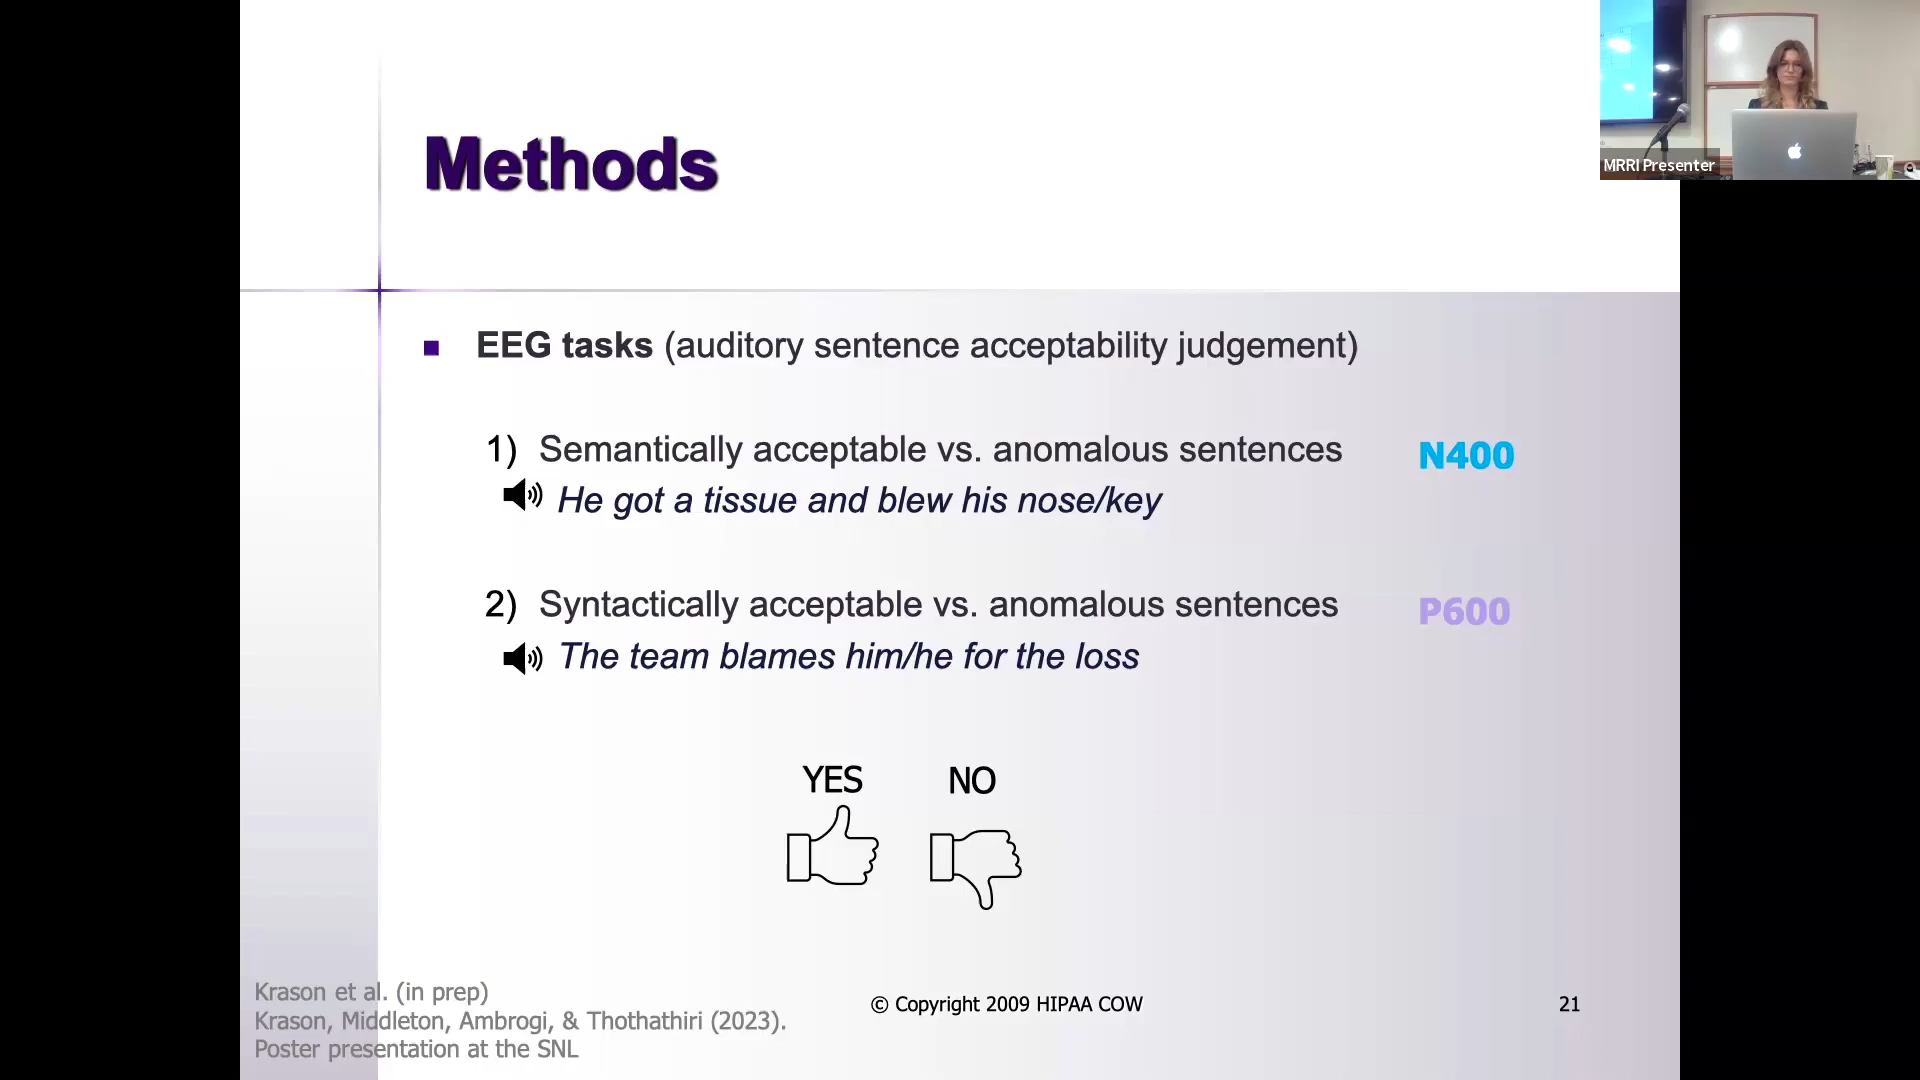 Methods
MRRI Presenter
EEG tasks (auditory sentence acceptability judgement)
1) Semantically acceptable vs. anomalous sentences N400
He got a tissue and blew his nose/key
2) Syntactically acceptable vs. anomalous sentences P600
The team blames him/he for the loss
YES NO
Krason et al. (in prep)
Krason, Middleton, Ambrogi, & Thothathiri (2023).
Poster presentation at the SNL
© Copyright 2009 HIPAA COW
21